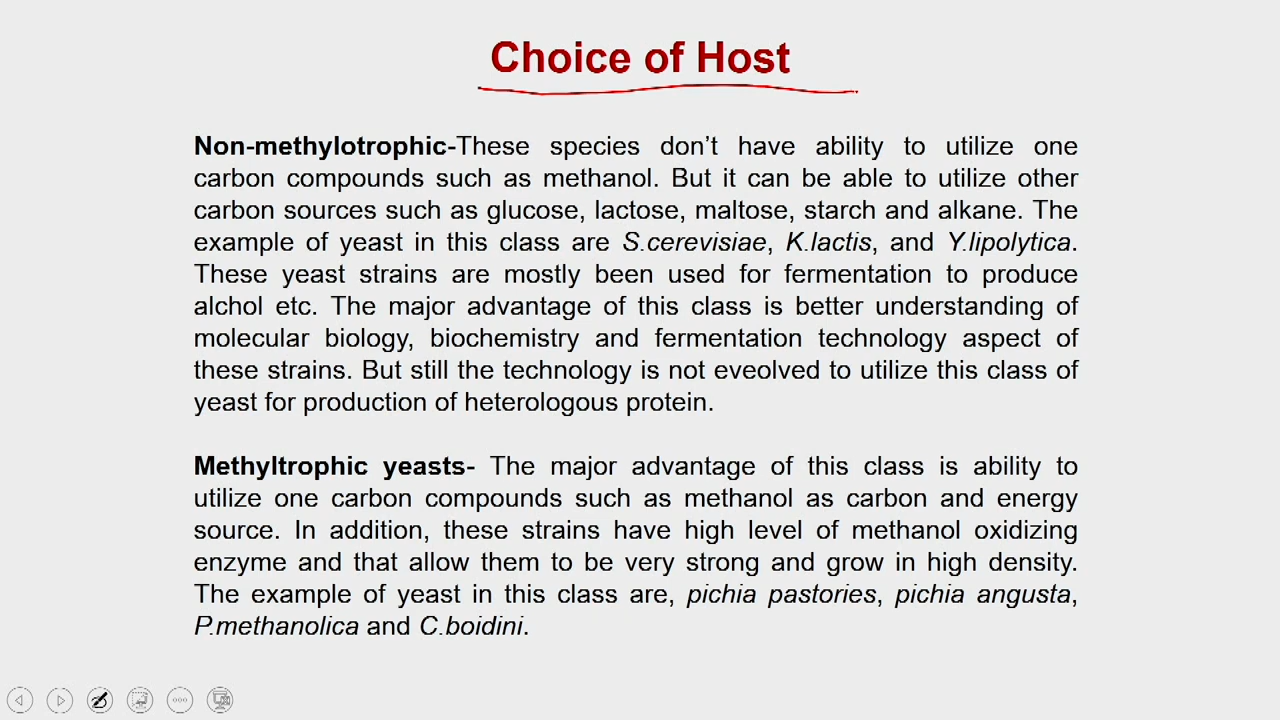 Choice of Host
Non-methylotrophic-These species don't have ability to utilize one
carbon compounds such as methanol. But it can be able to utilize other
carbon sources such as glucose, lactose, maltose, starch and alkane. The
example of yeast in this class are S.cerevisiae, K.lactis, and Y.lipolytica.
These yeast strains are mostly been used for fermentation to produce
alchol etc. The major advantage of this class is better understanding of
molecular biology, biochemistry and fermentation technology aspect of
these strains. But still the technology is not eveolved to utilize this class of
yeast for production of heterologous protein.
Methyltrophic yeasts- The major advantage of this class is ability to
utilize one carbon compounds such as methanol as carbon and energy
source. In addition, these strains have high level of methanol oxidizing
enzyme and that allow them to be very strong and grow in high density.
The example of yeast in this class are, pichia pastories, pichia angusta,
P.methanolica and C.boidini.